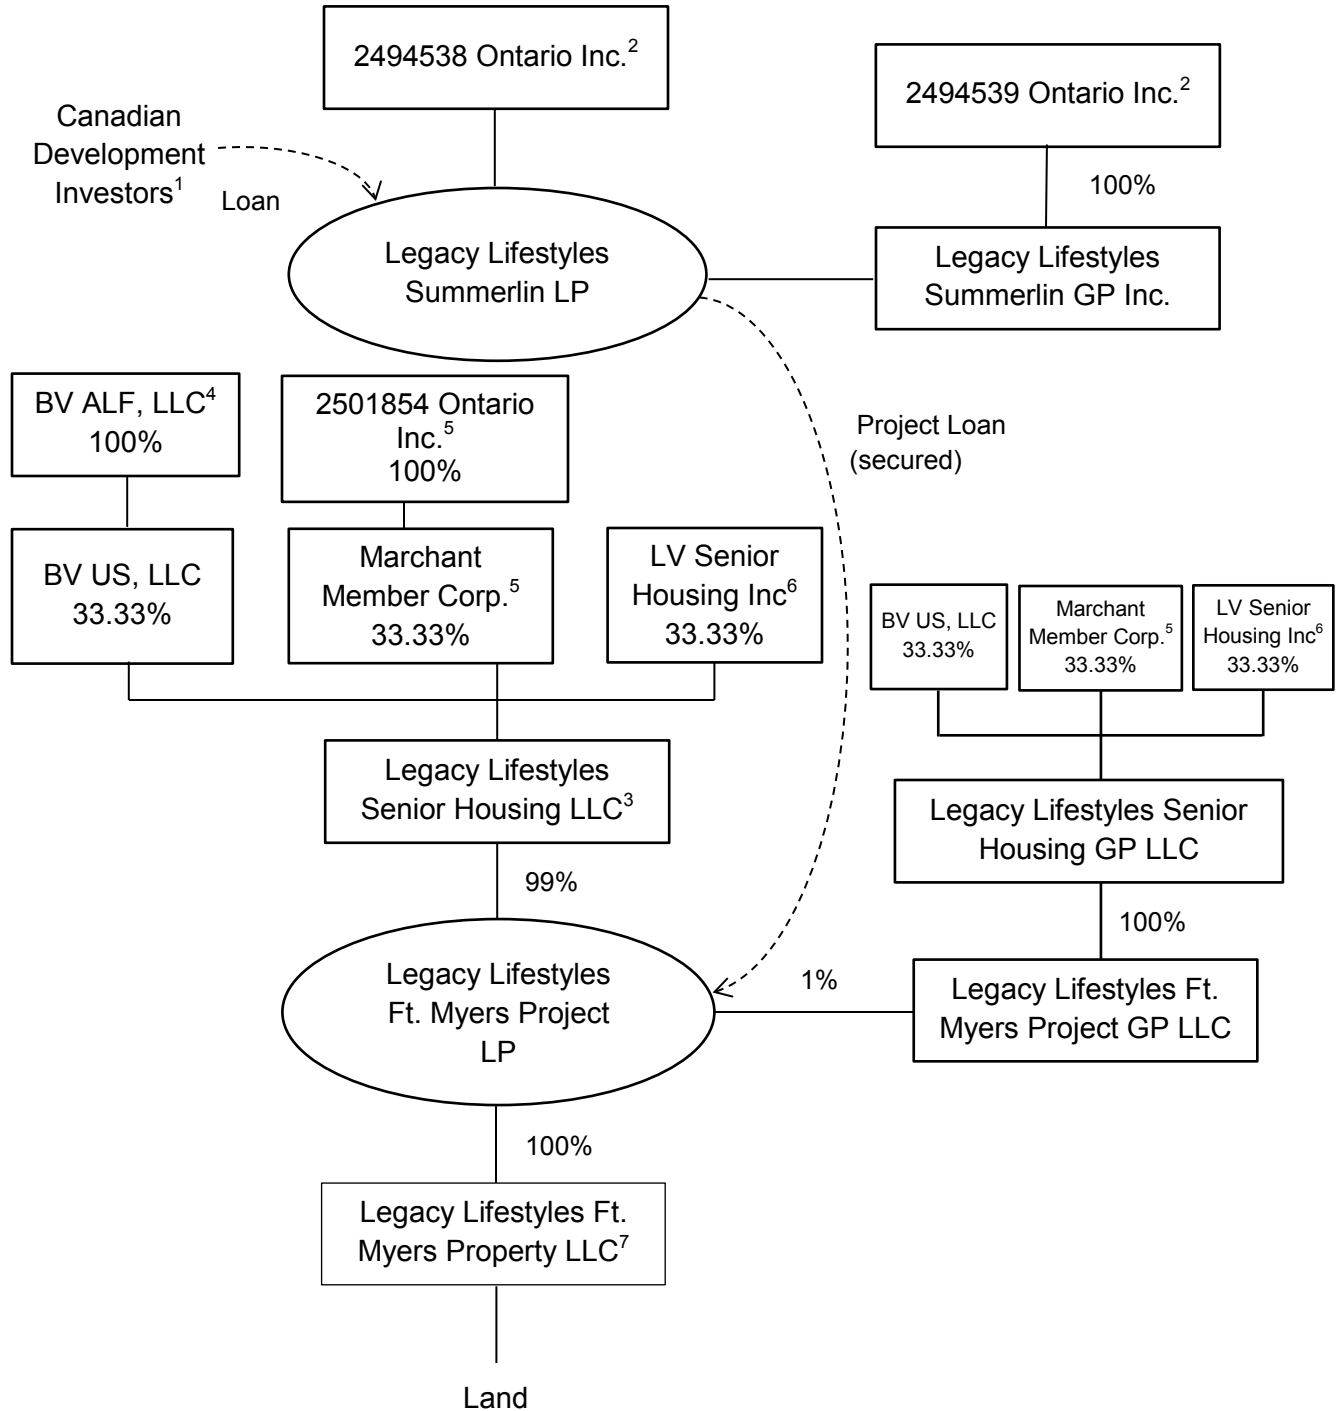 2494538 Ontario Inc.²
2494539 Ontario Inc.²
Canadian
Development
Investors¹
Loan
100%
Legacy Lifestyles
Summerlin LP
Legacy Lifestyles
Summerlin GP Inc.
BV ALF, LLC⁴
100%
2501854 Ontario
Inc.⁵
100%
Project Loan
(secured)
BV US, LLC
33.33%
Marchant
Member Corp.⁵
33.33%
LV Senior
Housing Inc⁶
33.33%
BV US, LLC
33.33%
Marchant
Member Corp.⁵
33.33%
LV Senior
Housing Inc⁶
33.33%
Legacy Lifestyles
Senior Housing LLC³
Legacy Lifestyles Senior
Housing GP LLC
99%
100%
Legacy Lifestyles
Ft. Myers Project
LP
1%
Legacy Lifestyles Ft.
Myers Project GP LLC
100%
Legacy Lifestyles Ft.
Myers Property LLC⁷
Land